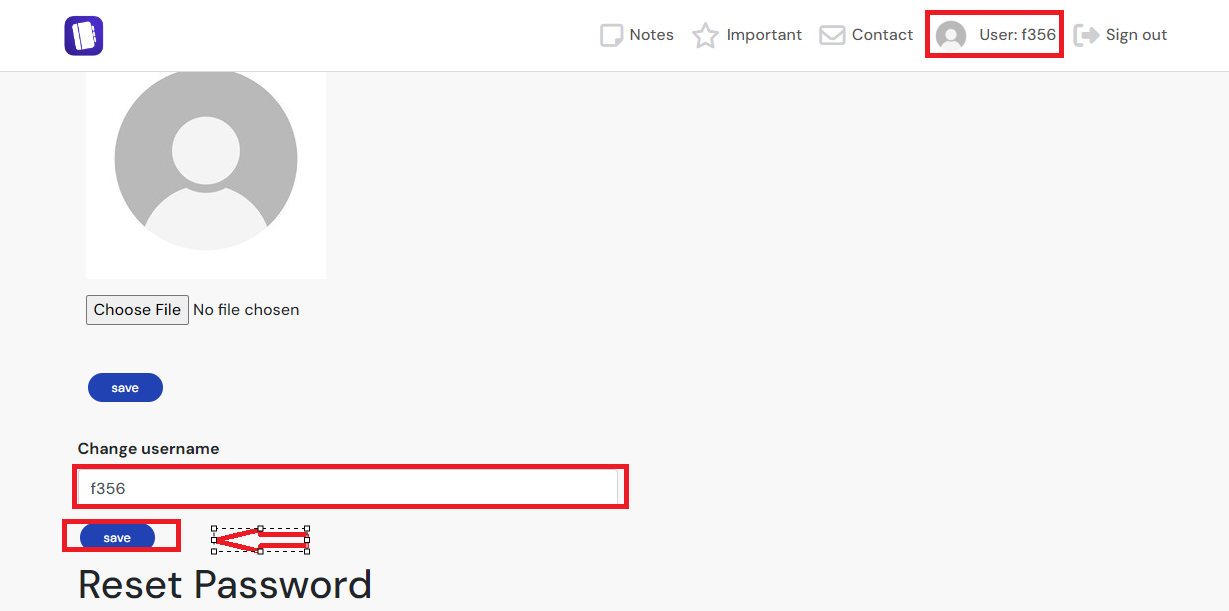 Notes Important Contact User: f356 Sign out
Choose File No file chosen
save
Change username
f356
save
Reset Password